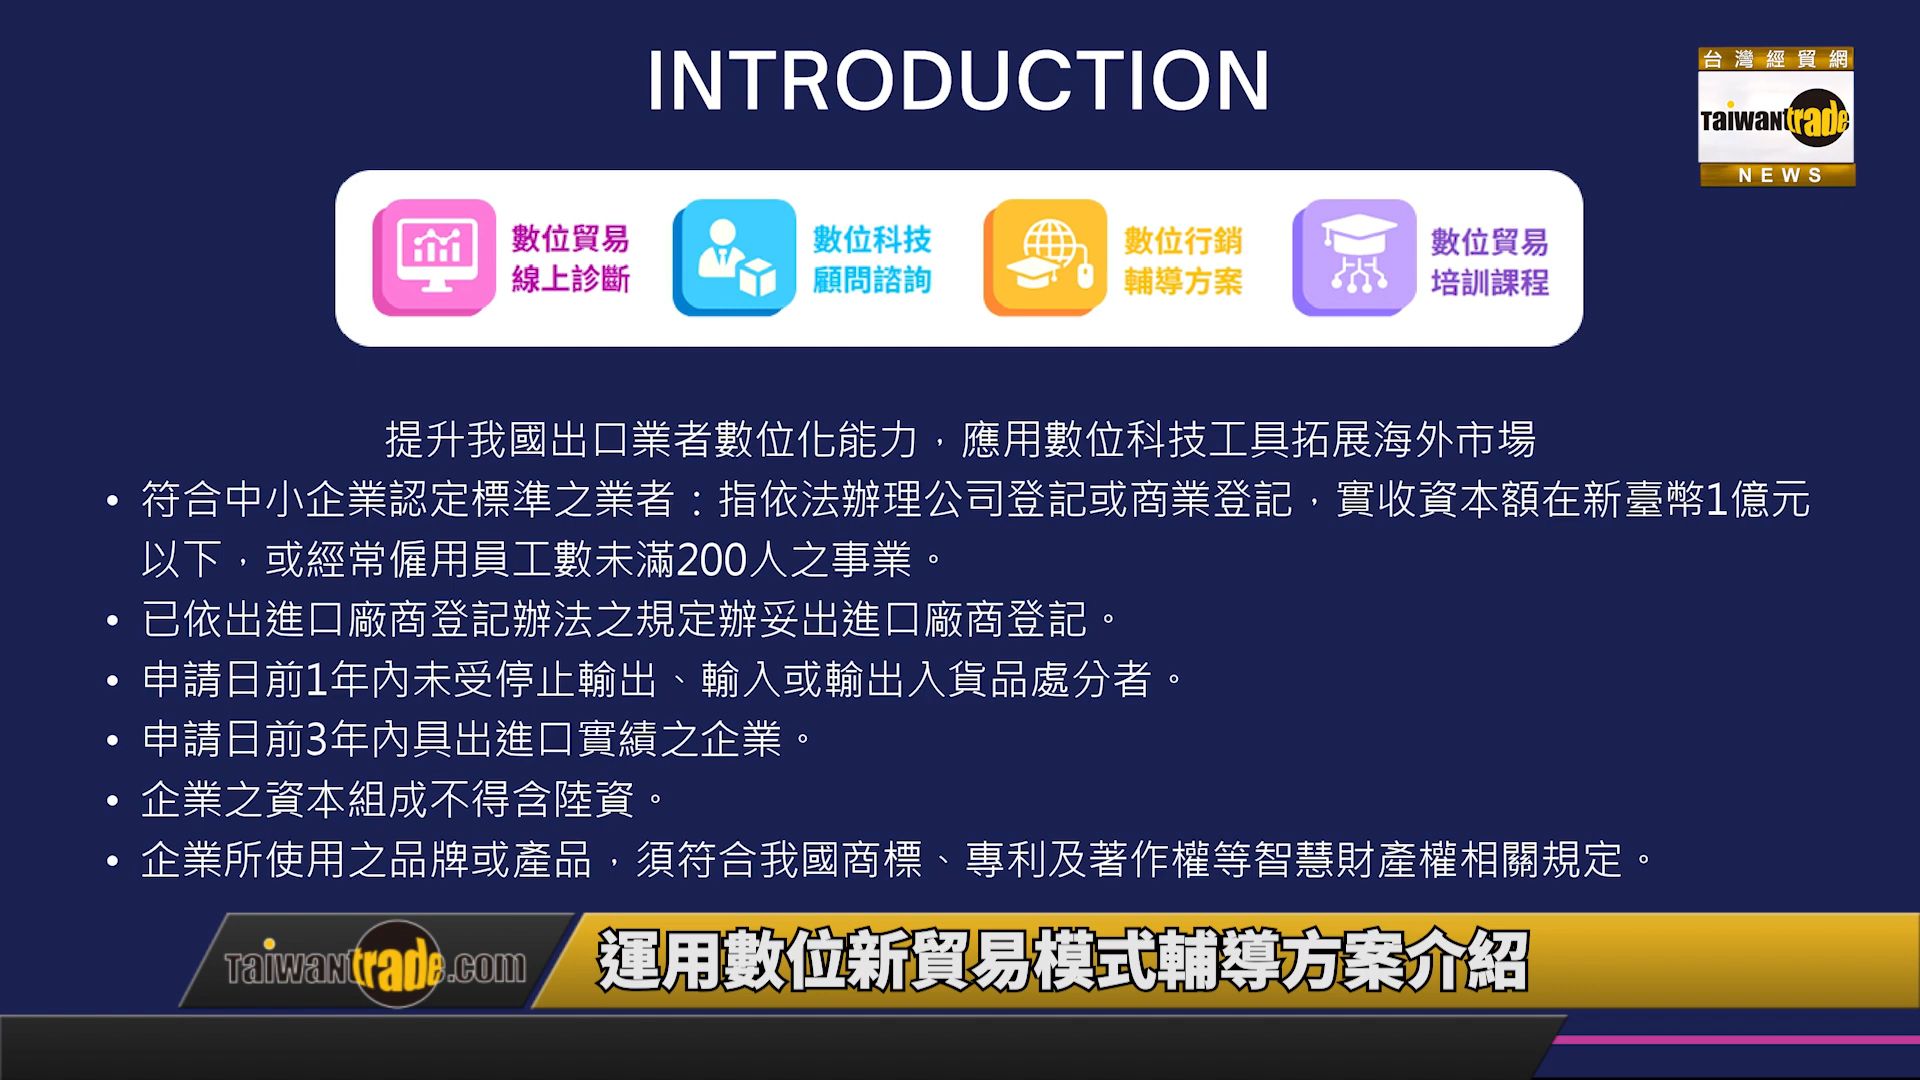 INTRODUCTION
台灣經貿網
Taiwantrade
NEWS
數位貿易
線上診斷
數位科技
顧問諮詢
數位行銷
輔導方案
數位貿易
培訓課程
提升我國出口業者數位化能力，應用數位科技工具拓展海外市場
• 符合中小企業認定標準之業者：指依法辦理公司登記或商業登記，實收資本額在新臺幣1億元
以下，或經常僱用員工數未滿200人之事業。
• 已依出進口廠商登記辦法之規定辦妥出進口廠商登記。
• 申請日前1年內未受停止輸出、輸入或輸出入貨品處分者。
• 申請日前3年內具出進口實績之企業。
• 企業之資本組成不得含陸資。
• 企業所使用之品牌或產品，須符合我國商標、專利及著作權等智慧財產權相關規定。
Taiwantrade.com
運用數位新貿易模式輔導方案介紹